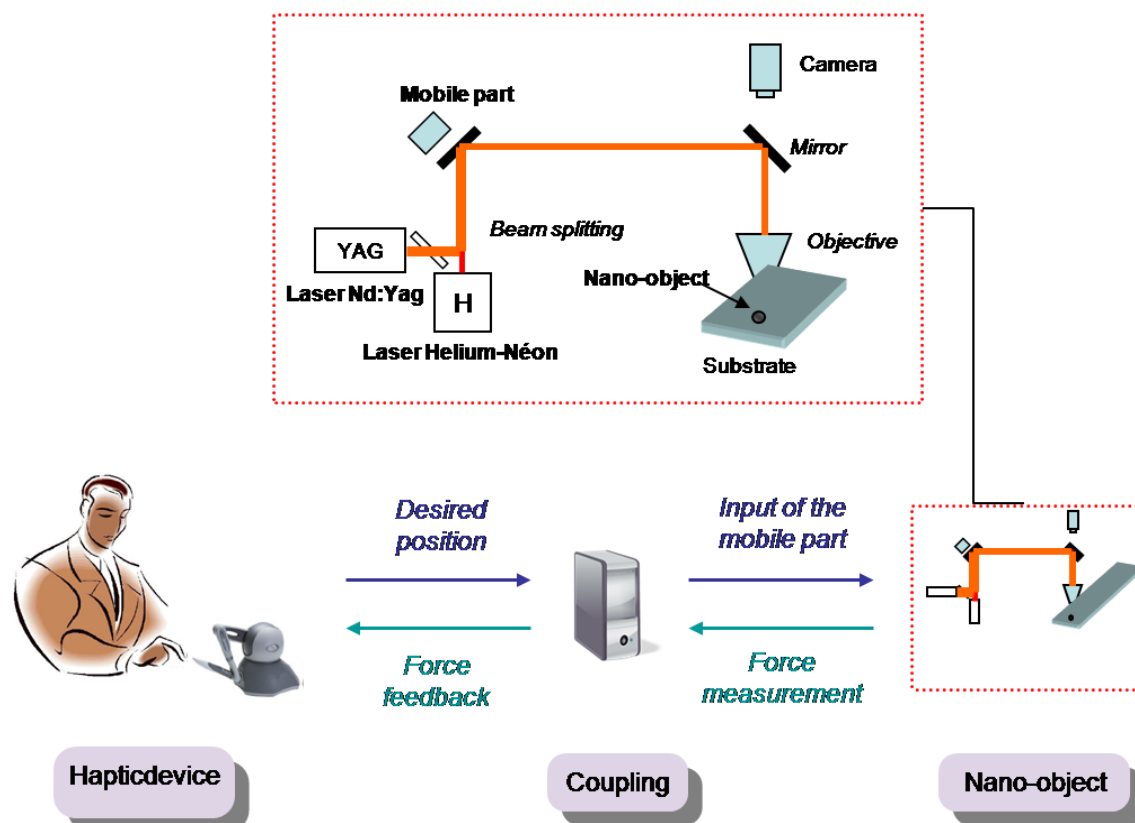 Camera
Mobile part
Mirror
Beam splitting
Objective
YAG
Nano-object
Laser Nd:Yag
H
Laser Helium-Néon
Substrate
Desired
position
Input of the
mobile part
Force
feedback
Force
measurement
Hapticdevice
Coupling
Nano-object